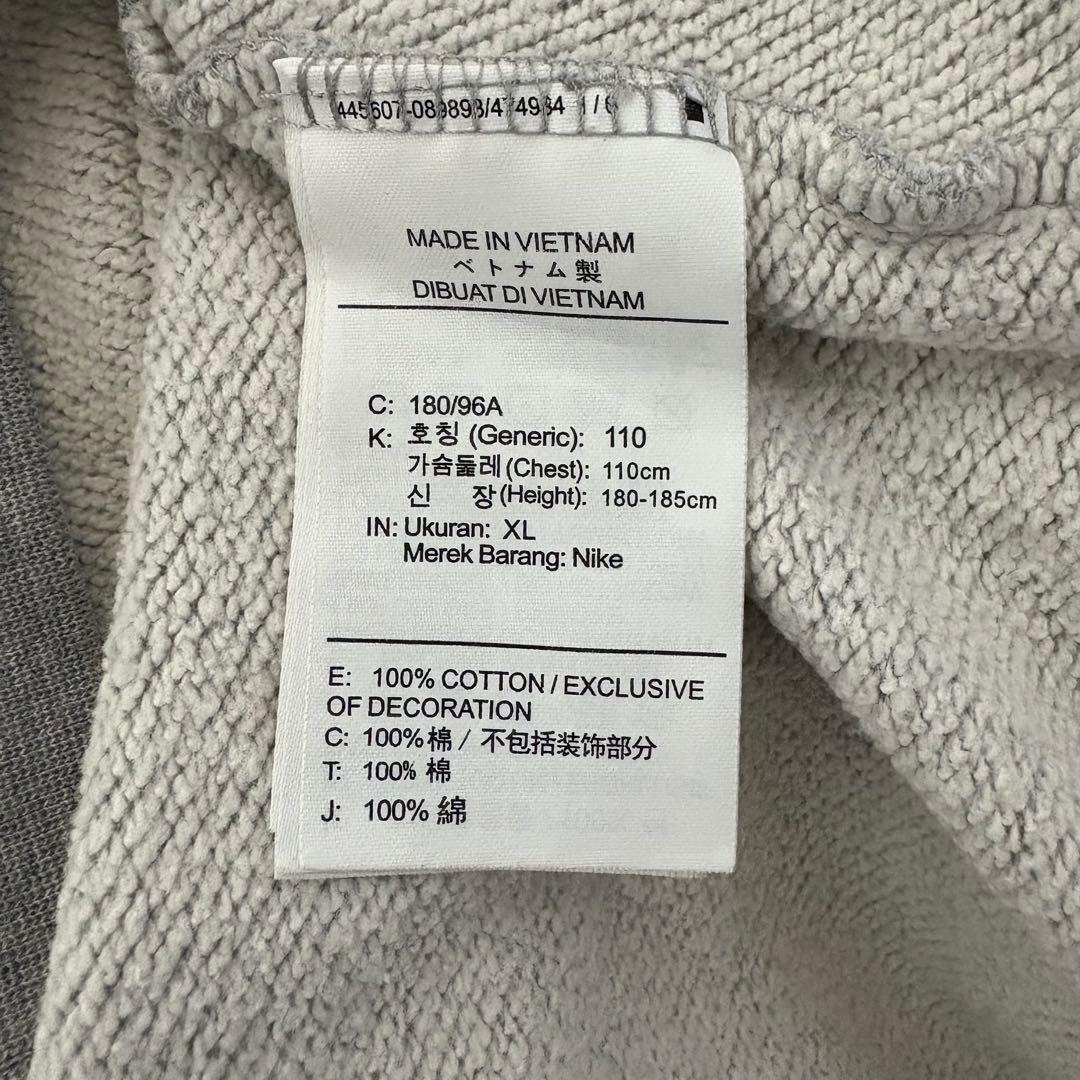 MADE IN VIETNAM
ベトナム製
DIBUAT DI VIETNAM
C: 180/96A
K: 호칭 (Generic): 110
가슴둘레 (Chest): 110cm
신 장 (Height): 180-185cm
IN: Ukuran: XL
Merek Barang: Nike
E: 100% COTTON / EXCLUSIVE
OF DECORATION
C: 100% 棉 / 不包括装饰部分
T: 100% 棉
J: 100% 綿